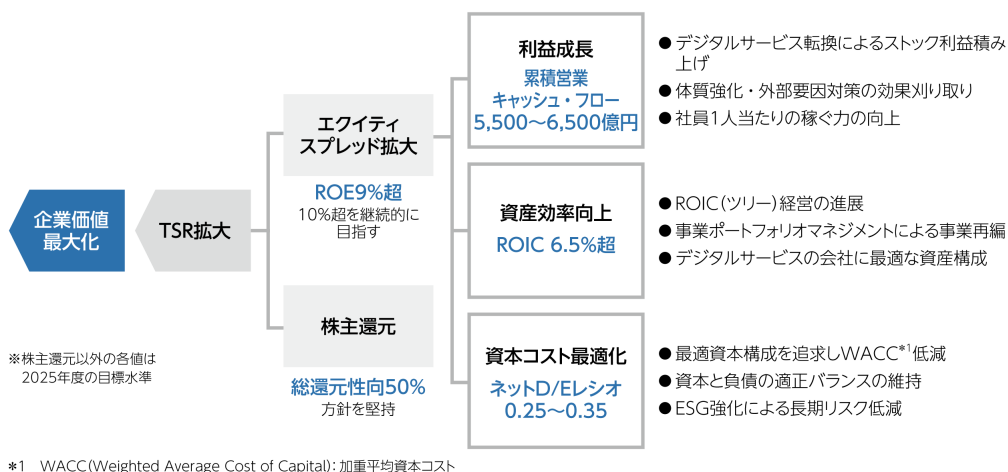 企業価値
最大化
TSR拡大
※株主還元以外の各値は
2025年度の目標水準
エクイティ
スプレッド拡大
ROE9%超
10%超を継続的に
目指す
株主還元
総還元性向50%
方針を堅持
利益成長
累積営業
キャッシュ・フロー
5,500～6,500億円
● デジタルサービス転換によるストック利益積み
上げ
● 体質強化・外部要因対策の効果刈り取り
● 社員1人当たりの稼ぐ力の向上
資産効率向上
ROIC 6.5%超
● ROIC(ツリー)経営の進展
● 事業ポートフォリオマネジメントによる事業再編
● デジタルサービスの会社に最適な資産構成
資本コスト最適化
ネットD/Eレシオ
0.25～0.35
● 最適資本構成を追求しWACC*1低減
● 資本と負債の適正バランスの維持
● ESG強化による長期リスク低減
*1 WACC(Weighted Average Cost of Capital): 加重平均資本コスト